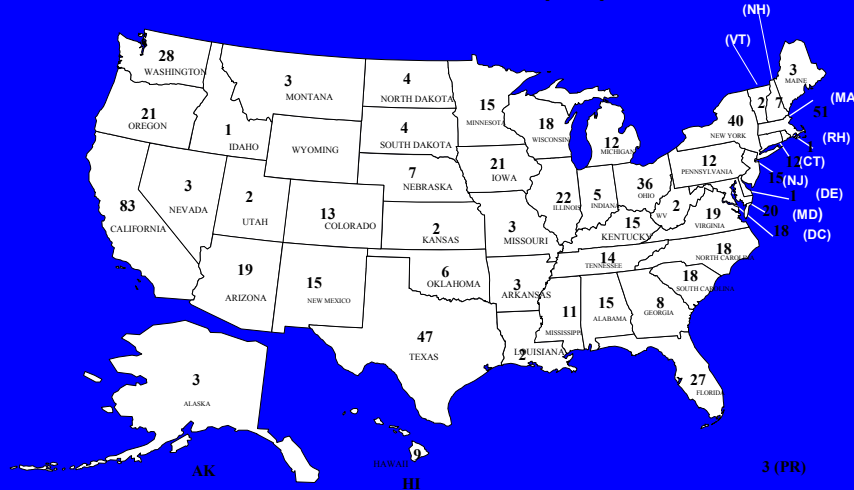 (NH)
(VT)
28
WASHINGTON
3
MONTANA
4
NORTH DAKOTA
15
MINNESOTA
3
MAINE
2
7
(MA
51
21
OREGON
1
IDAHO
WYOMING
4
SOUTH DAKOTA
18
WISCONSIN
12
MICHIGAN
40
NEW YORK
1
(RH)
12
(CT)
3
NEVADA
2
UTAH
7
NEBRASKA
21
IOWA
22
ILLINOIS
5
INDIANA
36
OHIO
12
PENNSYLVANIA
15
(NJ)
1
(DE)
83
CALIFORNIA
13
COLORADO
2
KANSAS
3
MISSOURI
15
KENTUCKY
2
WV
19
VIRGINIA
20
(MD)
18
(DC)
19
ARIZONA
15
NEW MEXICO
6
OKLAHOMA
3
ARKANSAS
14
TENNESSEE
18
NORTH CAROLINA
18
SOUTH CAROLINA
47
TEXAS
2
LOUISIANA
11
MISSISSIPPI
15
ALABAMA
8
GEORGIA
27
FLORIDA
3
ALASKA
AK
9
HAWAII
HI
3 (PR)